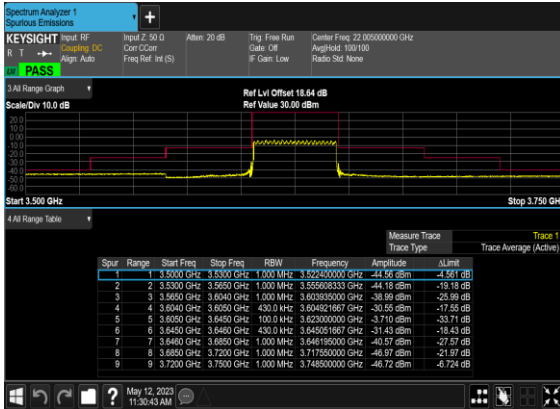 Spectrum Analyzer 1
Spurious Emissions
+
KEYSIGHT Input: RF Input Z: 50 Ω Atten: 20 dB Trig: Free Run Center Freq: 22.005000000 GHz
R T Coupling: DC Corr CCorr Gate: Off Avg|Hold: 100/100
Align: Auto Freq Ref: Int (S) IF Gain: Low Radio Std: None
PASS
3 All Range Graph
Ref Lvl Offset 18.64 dB
Scale/Div 10.0 dB Ref Value 30.00 dBm
20.0
10.0
0.0
-10.0
-20.0
-30.0
-40.0
-50.0
-60.0
Start 3.500 GHz Stop 3.750 GH
4 All Range Table
Measure Trace Trace 1
Trace Type Trace Average (Active)
Spur Range Start Freq Stop Freq RBW Frequency Amplitude ΔLimit
1 1 3.5000 GHz 3.5300 GHz 1.000 MHz 3.522400000 GHz -44.56 dBm -4.561 dB
2 2 3.5300 GHz 3.5650 GHz 1.000 MHz 3.555608333 GHz -44.18 dBm -19.18 dB
3 3 3.5650 GHz 3.6040 GHz 1.000 MHz 3.603935000 GHz -38.99 dBm -25.99 dB
4 4 3.6040 GHz 3.6050 GHz 430.0 kHz 3.604921667 GHz -30.55 dBm -17.55 dB
5 5 3.6050 GHz 3.6450 GHz 100.0 kHz 3.623000000 GHz -3.710 dBm -33.71 dB
6 6 3.6450 GHz 3.6460 GHz 430.0 kHz 3.645051667 GHz -31.43 dBm -18.43 dB
7 7 3.6460 GHz 3.6850 GHz 1.000 MHz 3.646195000 GHz -40.57 dBm -27.57 dB
8 8 3.6850 GHz 3.7200 GHz 1.000 MHz 3.717550000 GHz -46.97 dBm -21.97 dB
9 9 3.7200 GHz 3.7500 GHz 1.000 MHz 3.748500000 GHz -46.72 dBm -6.724 dB
? May 12, 2023
11:30:43 AM